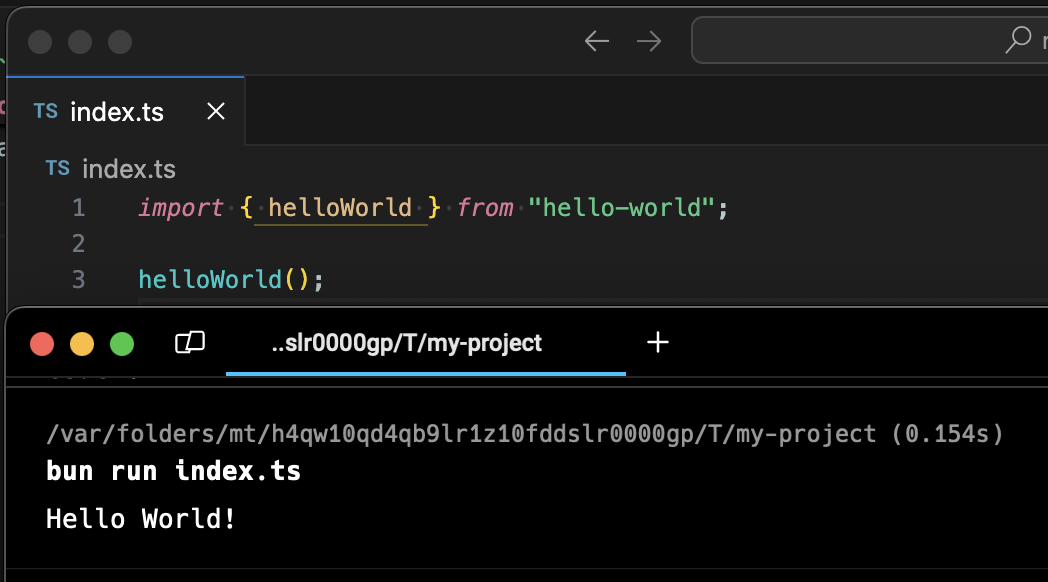 TS index.ts
TS index.ts
1 import { helloWorld } from "hello-world";
2
3 helloWorld();
..slr0000gp/T/my-project
/var/folders/mt/h4qw10qd4qb9lr1z10fddslr0000gp/T/my-project (0.154s)
bun run index.ts
Hello World!